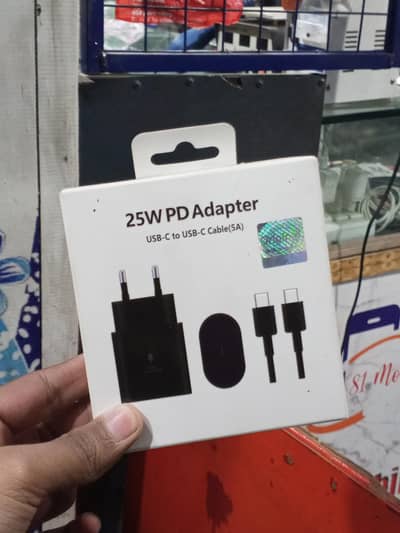 25W PD Adapter
USB-C to USB-C Cable(5A)